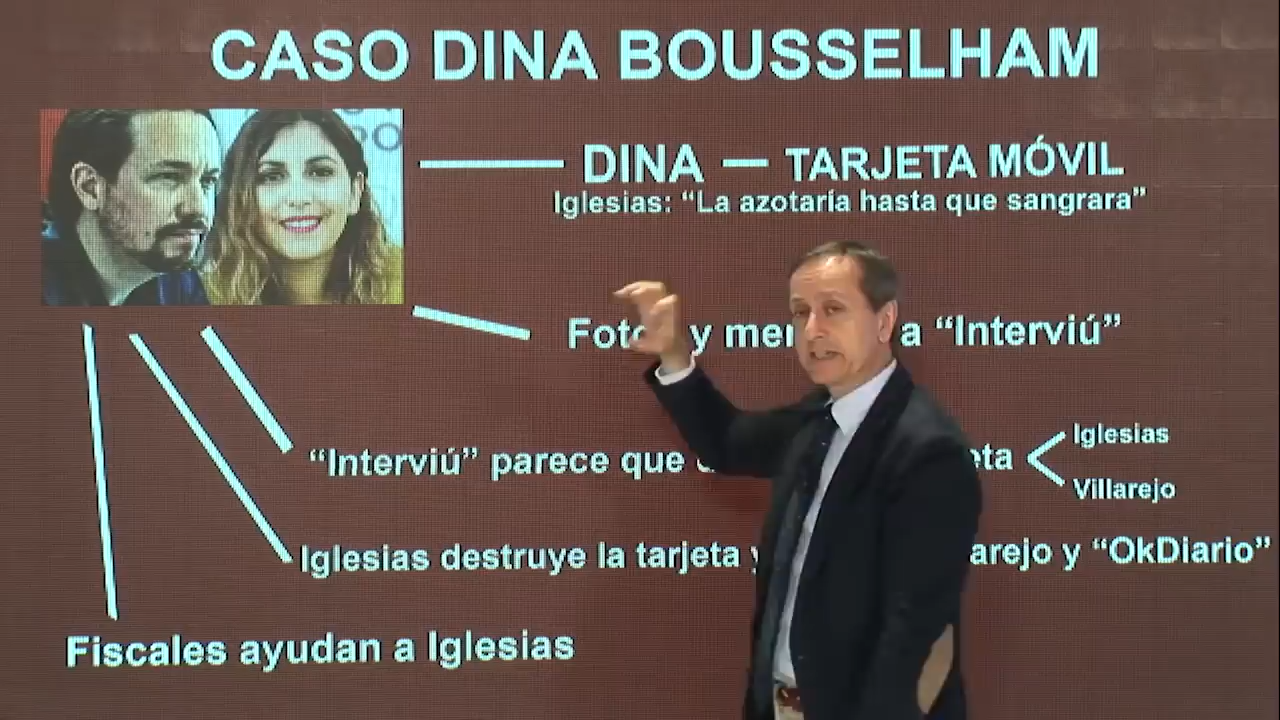 CASO DINA BOUSSELHAM
PO
DINA — TARJETA MÓVIL
Iglesias: “La azotaría hasta que sangrara”
y a “Interviú”
“Interviú” parece que
Iglesias
Villarejo
Iglesias destruye la tarjeta y “OkDiario”
Fiscales ayudan a Iglesias